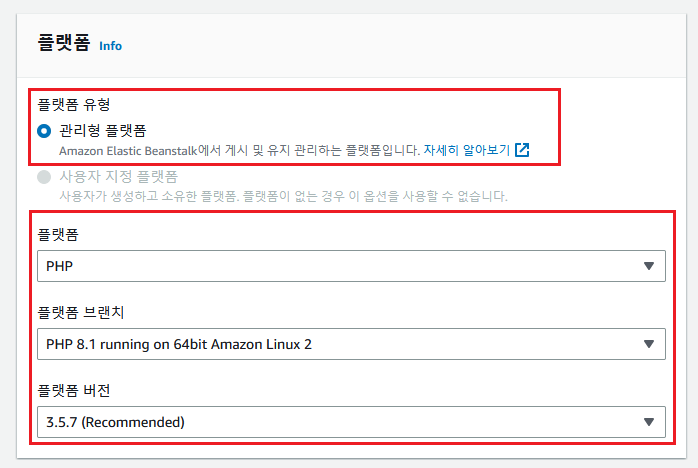 플랫폼 Info
플랫폼 유형
관리형 플랫폼
Amazon Elastic Beanstalk에서 게시 및 유지 관리하는 플랫폼입니다. 자세히 알아보기
사용자 지정 플랫폼
사용자가 생성하고 소유한 플랫폼. 플랫폼이 없는 경우 이 옵션을 사용할 수 없습니다.
플랫폼
PHP
플랫폼 브랜치
PHP 8.1 running on 64bit Amazon Linux 2
플랫폼 버전
3.5.7 (Recommended)